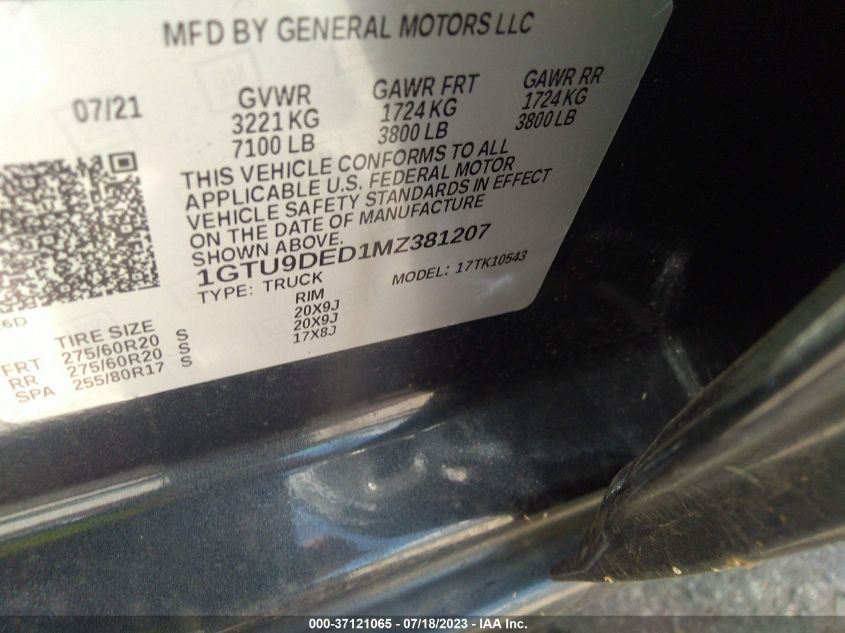 MFD BY GENERAL MOTORS LLC
07/21 GVWR GAWR FRT GAWR RR
3221 KG 1724 KG 1724 KG
7100 LB 3800 LB 3800 LB
THIS VEHICLE CONFORMS TO ALL
APPLICABLE U.S. FEDERAL MOTOR
VEHICLE SAFETY STANDARDS IN EFFECT
ON THE DATE OF MANUFACTURE
SHOWN ABOVE.
1GTU9DED1MZ381207
TYPE: TRUCK MODEL: 17TK10543
6D TIRE SIZE RIM
FRT 275/60R20 S 20X9J
RR 275/60R20 S 20X9J
SPA 255/80R17 S 17X8J
000-37121065 - 07/18/2023 - IAA Inc.